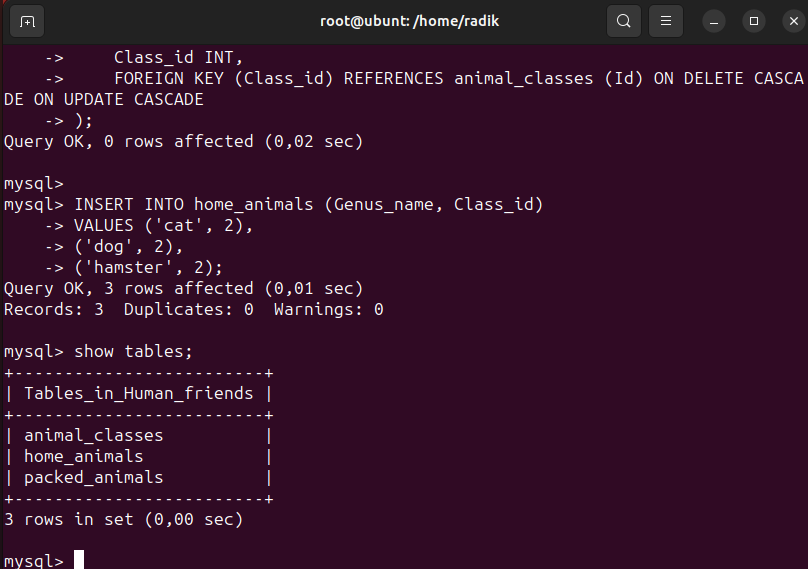 root@ubunt: /home/radik
    ->     Class_id INT,
    ->     FOREIGN KEY (Class_id) REFERENCES animal_classes (Id) ON DELETE CASCA
DE ON UPDATE CASCADE
    -> );
Query OK, 0 rows affected (0,02 sec)

mysql>
mysql> INSERT INTO home_animals (Genus_name, Class_id)
    -> VALUES ('cat', 2),
    -> ('dog', 2),
    -> ('hamster', 2);
Query OK, 3 rows affected (0,01 sec)
Records: 3  Duplicates: 0  Warnings: 0

mysql> show tables;
+-------------------------+
| Tables_in_Human_friends |
+-------------------------+
| animal_classes          |
| home_animals            |
| packed_animals          |
+-------------------------+
3 rows in set (0,00 sec)

mysql>